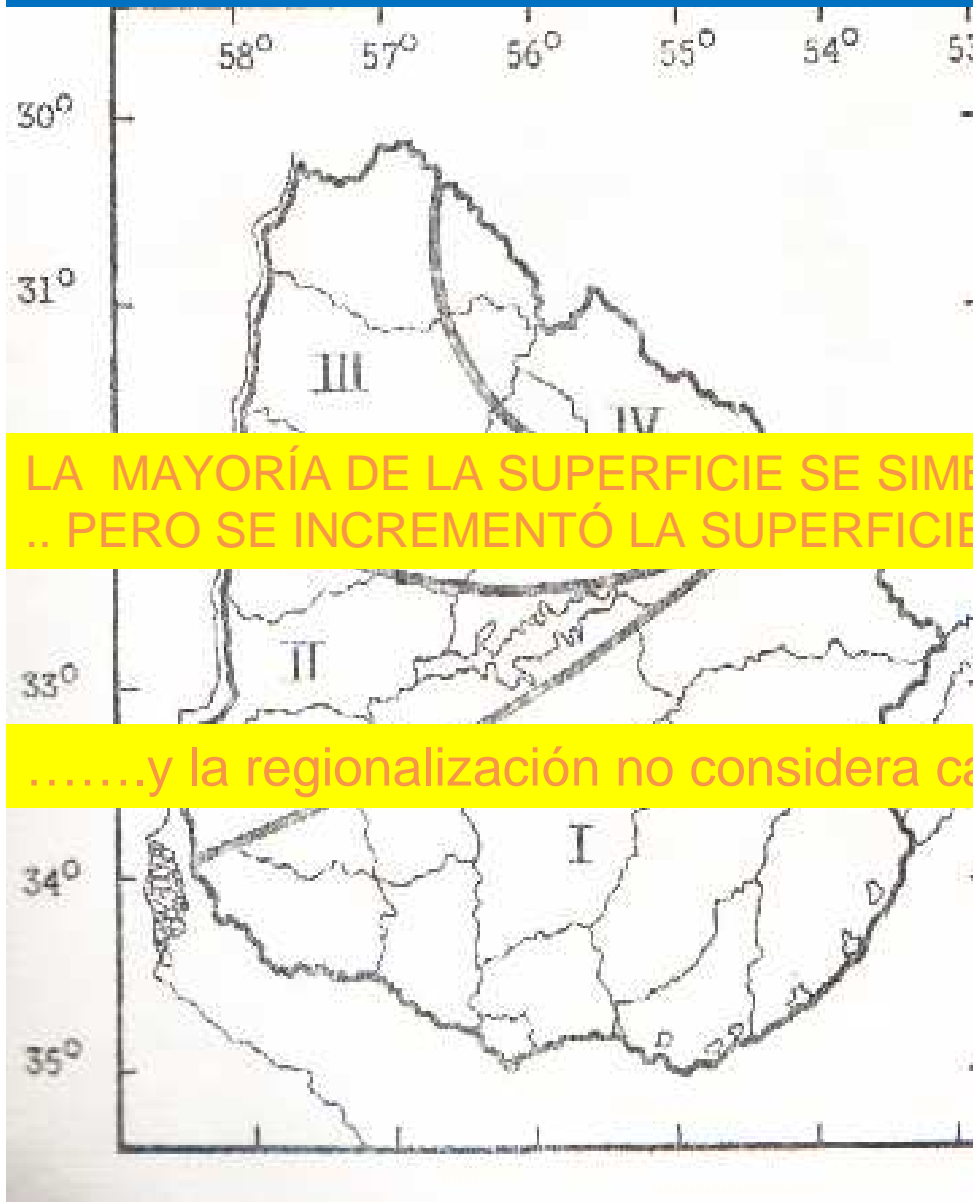 58° 57° 56° 55° 54°
30°
31°
III
IV
LA MAYORÍA DE LA SUPERFICIE SE
.. PERO SE INCREMENTÓ LA SUPERFICIE
II
33°
.......y la regionalización no considera
I
34°
35°